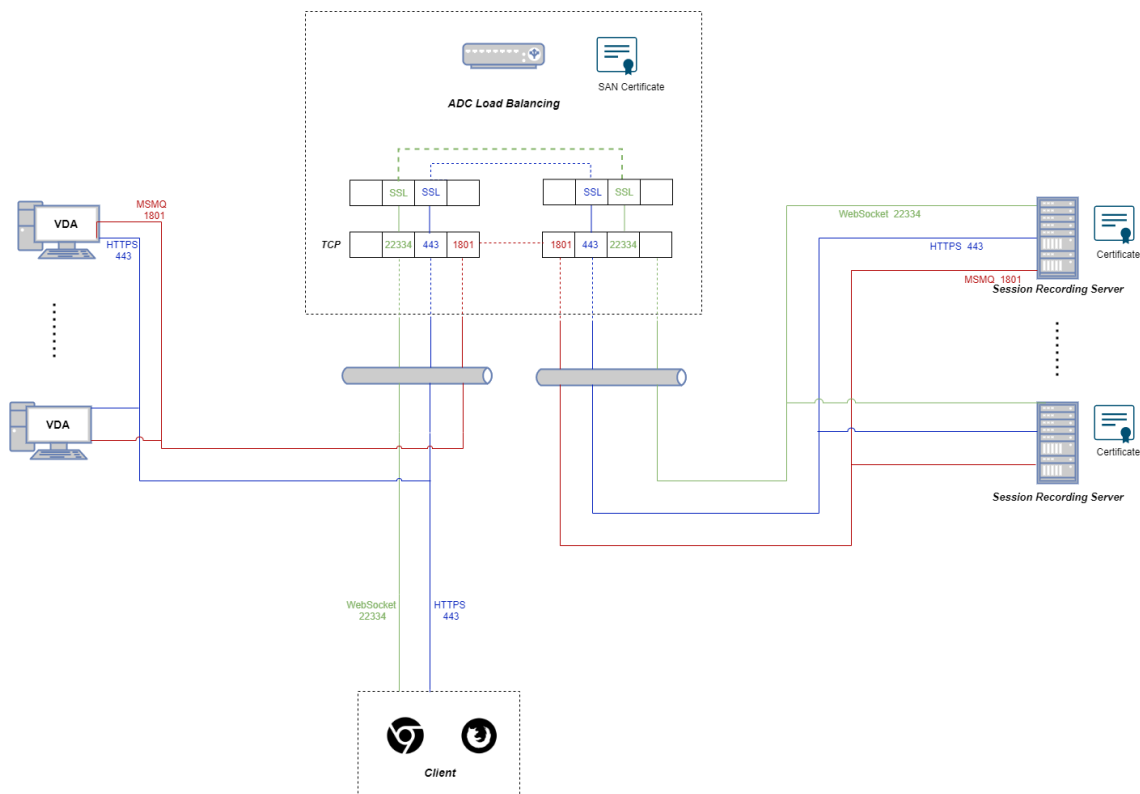 SAN Certificate
ADC Load Balancing
SSL SSL
SSL SSL
TCP
22334 443 1801
1801 443 22334
VDA
MSMQ
1801
HTTPS
443
VDA
WebSocket 22334
HTTPS 443
MSMQ 1801
Certificate
Session Recording Server
Certificate
Session Recording Server
WebSocket
22334
HTTPS
443
Client